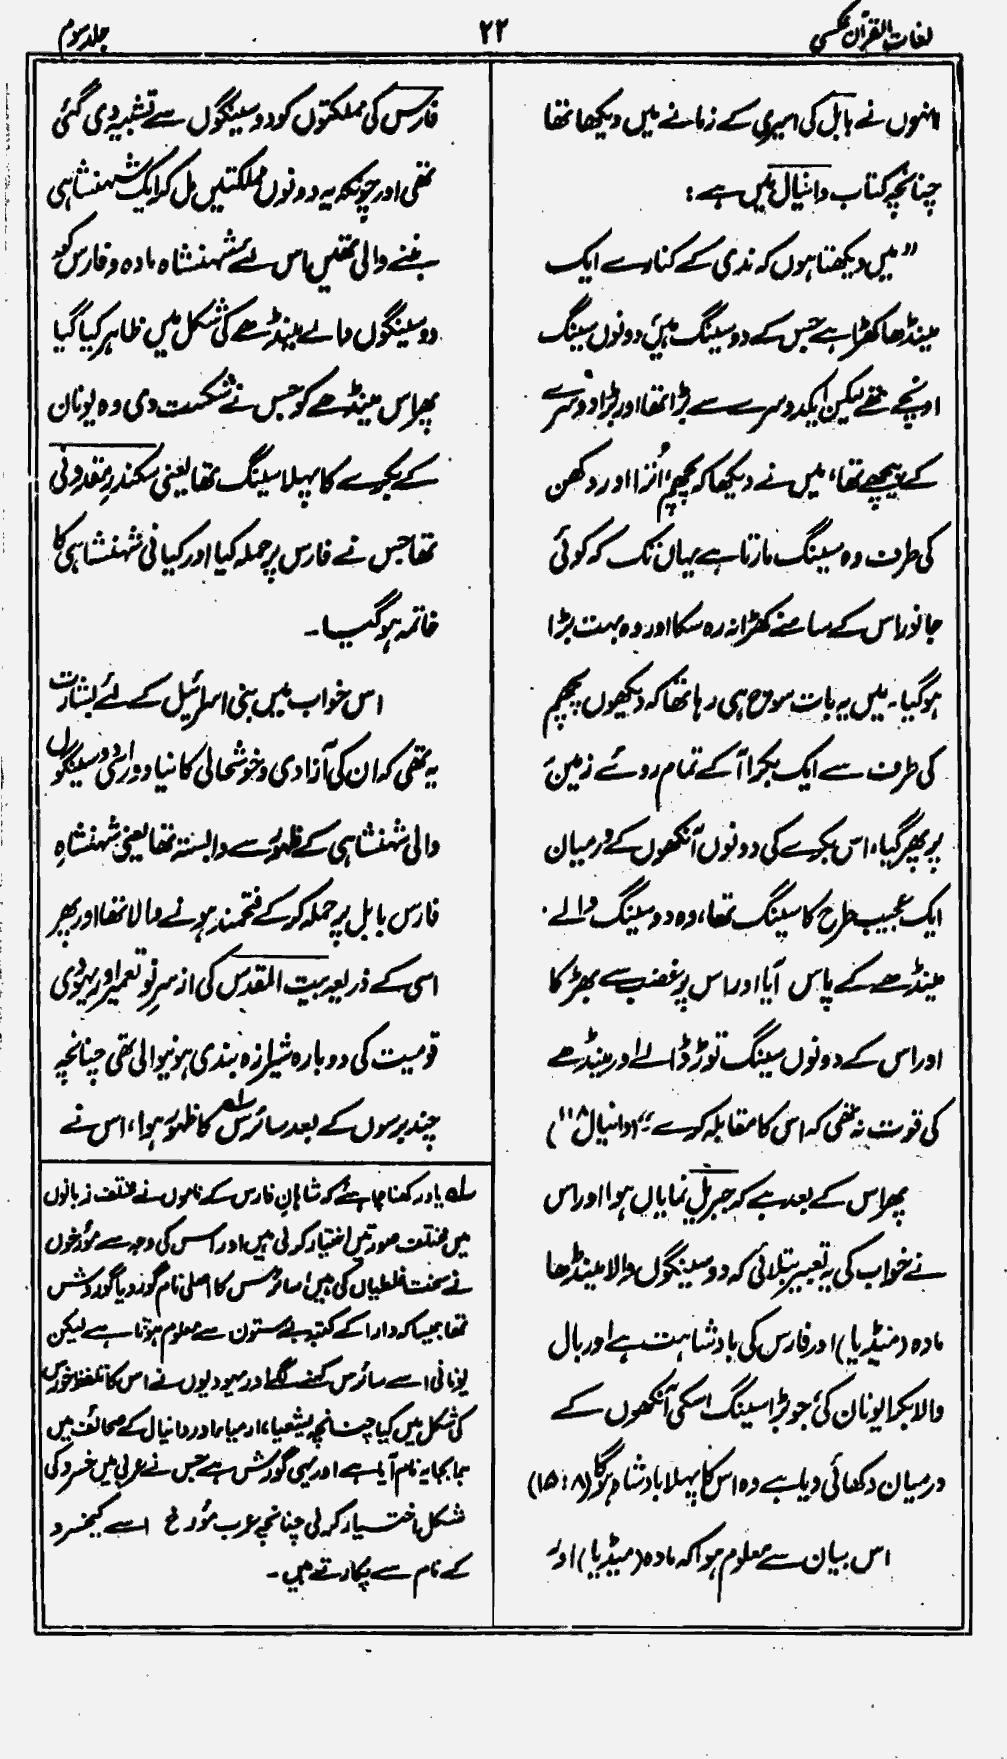 لغات القرآن عکسی
۲۲
جلد سوم
انہوں نے بابل کی اسیری کے زمانے میں دیکھا تھا
چنانچہ کتاب دانیال میں ہے :
” میں دیکھتا ہوں کہ ندی کے کنارے ایک
مینڈھا کھڑا ہے جس کے دو سینگ ہیں، دونوں سینگ
اونچے تھے لیکن ایک دوسرے سے بڑا تھا اور بڑا دوسرے
کے پیچھے تھا، میں نے دیکھا کہ پچھم، اُترا اور دکھن
کی طرف وہ سینگ مارتا ہے یہاں تک کہ کوئی
جانور اس کے سامنے کھڑا نہ رہ سکا اور وہ بہت بڑا
ہو گیا۔ میں یہ بات سوچ ہی رہا تھا کہ دیکھوں پچھم
کی طرف سے ایک بکرا آ کے تمام روئے زمین
پر پھر گیا، اس بکرے کی دونوں آنکھوں کے درمیان
ایک عجیب طرح کا سینگ تھا، وہ دو سینگ والے
مینڈھے کے پاس آیا اور اس پر غضب سے بھڑکا
اور اس کے دونوں سینگ توڑ ڈالے اور مینڈھے
کی قوت نہ تھی کہ اس کا مقابلہ کرے“ (دانیال ۱:۸)
پھر اس کے بعد ہے کہ جبریل نمایاں ہوا اور اس
نے خواب کی یہ تعبیر بتلائی کہ دو سینگوں والا مینڈھا
مادہ (میڈیا) اور فارس کی بادشاہت ہے اور بال
والا بکرا یونان کی، جو بڑا سینگ اسکی آنکھوں کے
درمیان دکھائی دیا ہے وہ اس کا پہلا بادشاہ ہوگا (۱۵:۸)
اس بیان سے معلوم ہوا کہ مادہ (میڈیا) اور
فارس کی مملکتوں کو دو سینگوں سے تشبیہ دی گئی
تھی اور چونکہ یہ دونوں مملکتیں مل کر ایک شہنشاہی
بننے والی تھیں اس لئے شہنشاہ مادہ و فارس کو
دو سینگوں والے مینڈھے کی شکل میں ظاہر کیا گیا
پھر اس مینڈھے کو جس نے شکست دی وہ یونان
کے بکرے کا پہلا سینگ تھا یعنی سکندر مقدونی
تھا جس نے فارس پر حملہ کیا اور کیانی شہنشاہی کا
خاتمہ ہو گیا۔
اس خواب میں بنی اسرائیل کے لئے بشارت
یہ تھی کہ ان کی آزادی و خوشحالی کا نیا دور اسی دو سینگوں
والی شہنشاہی کے ظہور سے وابستہ تھا یعنی شہنشاہِ
فارس بابل پر حملہ کر کے فتحمند ہونے والا تھا اور پھر
اسی کے ذریعہ بیت المقدس کی از سرِ نو تعمیر اور یہودی
قومیت کی دوبارہ شیرازہ بندی ہونیوالی تھی چنانچہ
چند برسوں کے بعد سائرس لہ کا ظہور ہوا، اس نے
لہ یاد رکھنا چاہئے کہ شاہانِ فارس کے ناموں نے مختلف زبانوں
میں مختلف صورتیں اختیار کر لی ہیں اور اس کی وجہ سے مؤرخوں
نے سخت غلطیاں کی ہیں، سائرس کا اصلی نام گورو یا گوروش
تھا جیسا کہ دارا کے کتبہ بے ستون سے معلوم ہوتا ہے لیکن
یونانی اسے سائرس کہنے لگے اور یہودیوں نے اس کا تلفظ خورس
کی شکل میں کیا چنانچہ یشعیا، ارمیا، اور دانیال کے صحائف میں
جا بجا یہ نام آیا ہے اور یہی گورش ہے جس نے عربی میں خسرو کی
شکل اختیار کر لی چنانچہ عرب مؤرخ اسے کیخسرو
کے نام سے پکارتے ہیں۔